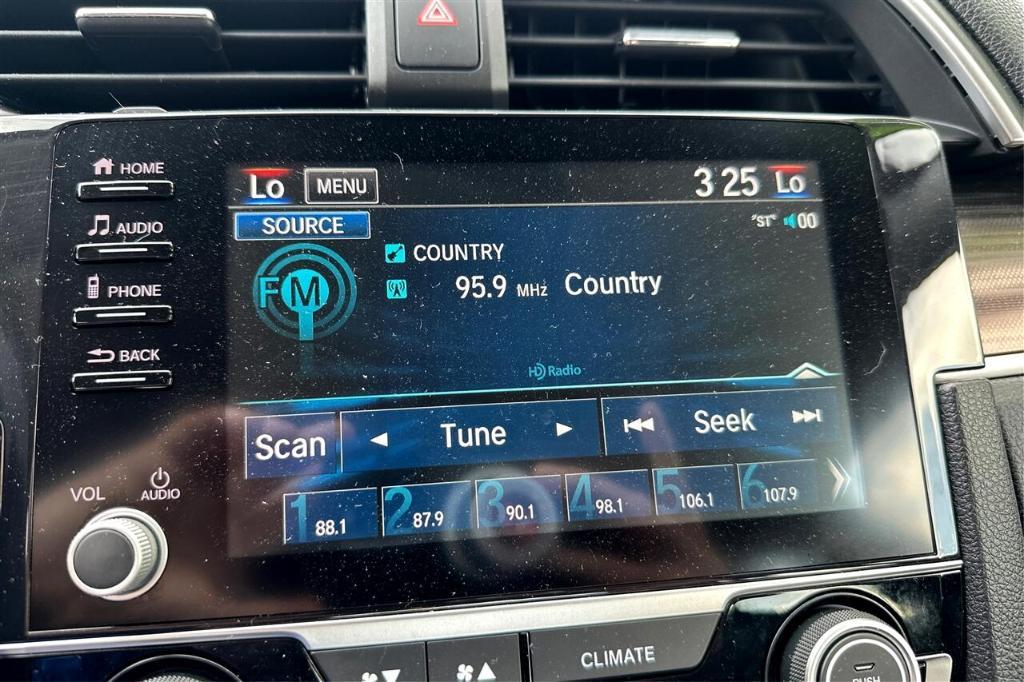 HOME
AUDIO
PHONE
BACK
VOL
AUDIO
Lo
MENU
3 25
Lo
SOURCE
"ST"
00
FM
COUNTRY
95.9 MHz Country
HD Radio
Scan
Tune
Seek
1 88.1
2 87.9
3 90.1
4 98.1
5 106.1
6 107.9
CLIMATE
PUSH